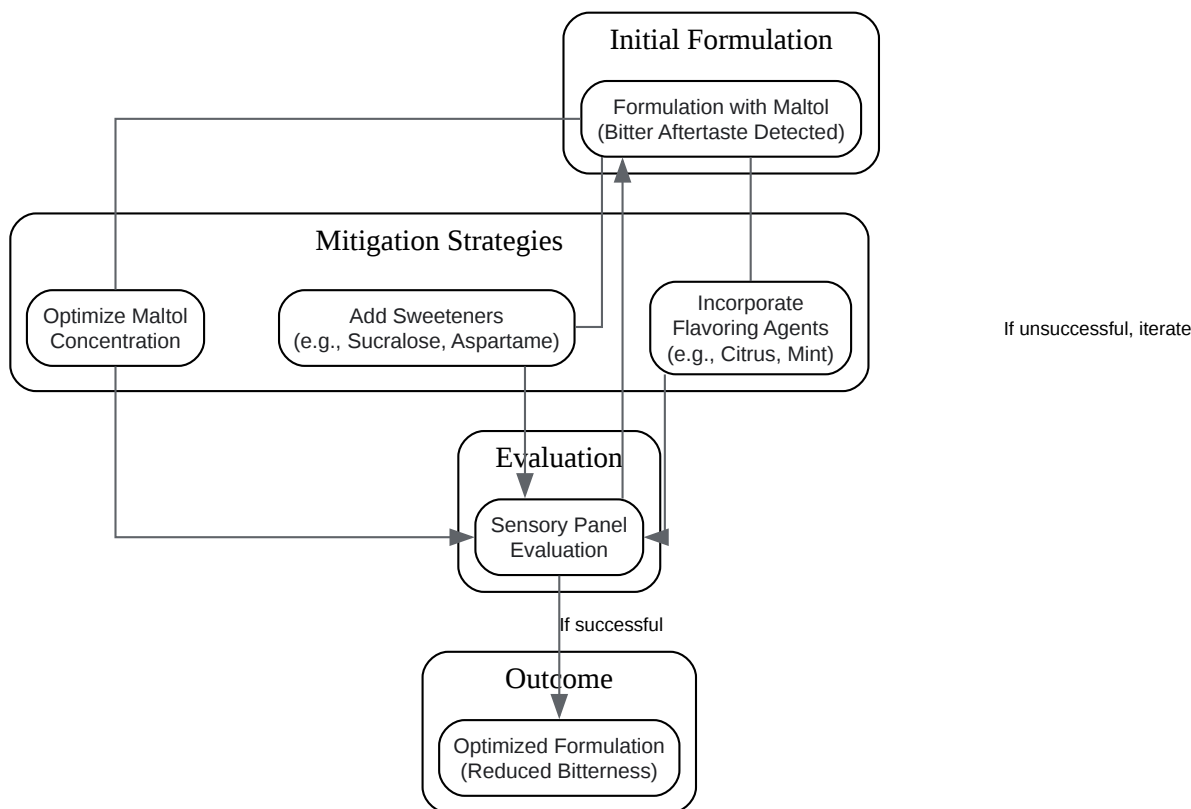 Initial Formulation
Formulation with Maltol
(Bitter Aftertaste Detected)
Mitigation Strategies
Optimize Maltol
Concentration
Add Sweeteners
(e.g., Sucralose, Aspartame)
Incorporate
Flavoring Agents
(e.g., Citrus, Mint)
If unsuccessful, iterate
Evaluation
Sensory Panel
Evaluation
If successful
Outcome
Optimized Formulation
(Reduced Bitterness)